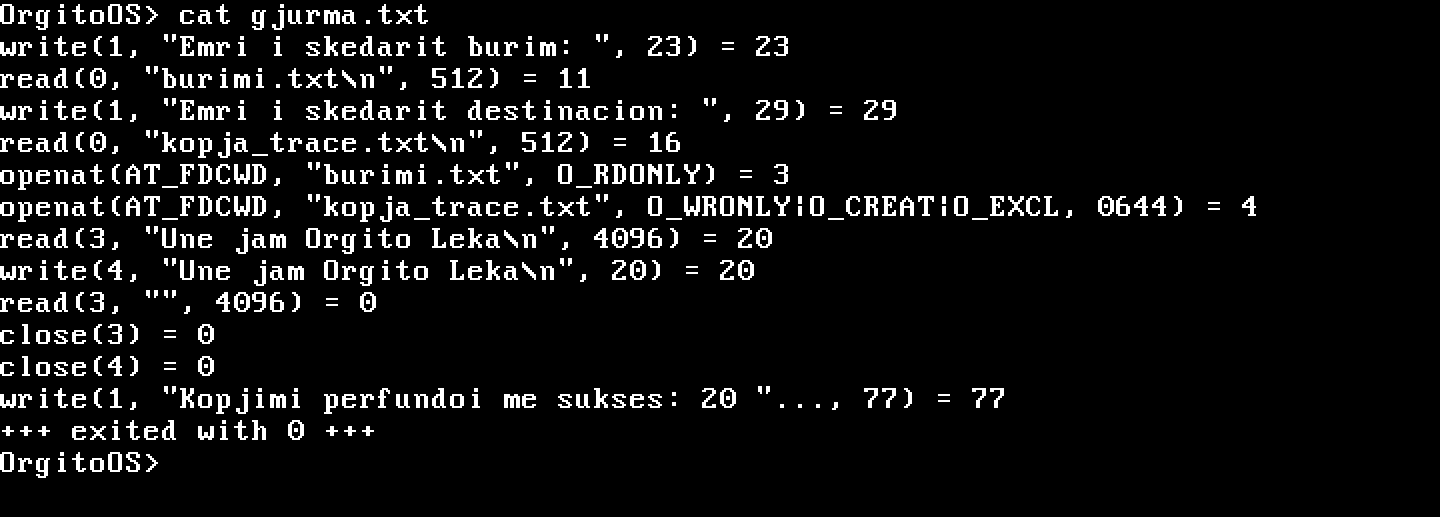 OrgitoOS> cat gjurma.txt
write(1, "Emri i skedarit burim: ", 23) = 23
read(0, "burimi.txt\n", 512) = 11
write(1, "Emri i skedarit destinacion: ", 29) = 29
read(0, "kopja_trace.txt\n", 512) = 16
openat(AT_FDCWD, "burimi.txt", O_RDONLY) = 3
openat(AT_FDCWD, "kopja_trace.txt", O_WRONLY|O_CREAT|O_EXCL, 0644) = 4
read(3, "Une jam Orgito Leka\n", 4096) = 20
write(4, "Une jam Orgito Leka\n", 20) = 20
read(3, "", 4096) = 0
close(3) = 0
close(4) = 0
write(1, "Kopjimi perfundoi me sukses: 20 "..., 77) = 77
+++ exited with 0 +++
OrgitoOS>